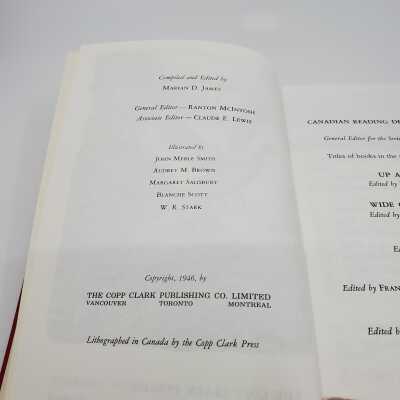 Compiled and Edited by
MARIAN D. JAMES
General Editor — RANTON MCINTOSH
Associate Editor — CLAUDE E. LEWIS
Illustrated by
JOHN MERLE SMITH
AUDREY M. BROWN
MARGARET SALISBURY
BLANCHE SCOTT
W. R. STARK
Copyright, 1946, by
THE COPP CLARK PUBLISHING CO. LIMITED
VANCOUVER TORONTO MONTREAL
Lithographed in Canada by the Copp Clark Press
CANADIAN READING DE
General Editor for the Serie
Titles of books in the
UP A
Edited by
WIDE
Edited by
Ed
Edited by FRAN
Edited b